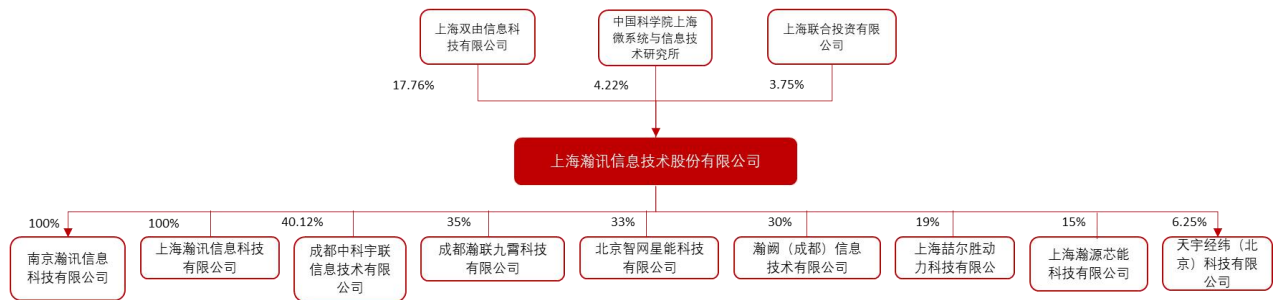 上海双由信息科
技有限公司
中国科学院上海
微系统与信息技
术研究所
上海联合投资有限
公司
17.76%
4.22%
3.75%
上海瀚讯信息技术股份有限公司
100%
100%
40.12%
35%
33%
30%
19%
15%
6.25%
南京瀚讯信息
科技有限公司
上海瀚讯信息科技
有限公司
成都中科宇联
信息技术有限
公司
成都瀚联九霄科技
有限公司
北京智网星能科技
有限公司
瀚阙（成都）信息
技术有限公司
上海喆尔胜动
力科技有限公
上海瀚源芯能
科技有限公司
天宇经纬（北
京）科技有限
公司